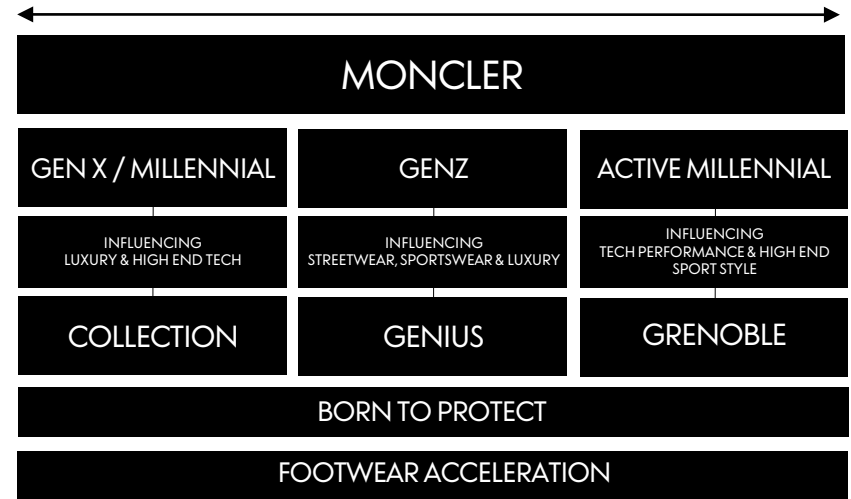 MONCLER
GEN X / MILLENNIAL
GENZ
ACTIVE MILLENNIAL
INFLUENCING
LUXURY & HIGH END TECH
INFLUENCING
STREETWEAR, SPORTSWEAR & LUXURY
INFLUENCING
TECH PERFORMANCE & HIGH END
SPORT STYLE
COLLECTION
GENIUS
GRENOBLE
BORN TO PROTECT
FOOTWEAR ACCELERATION